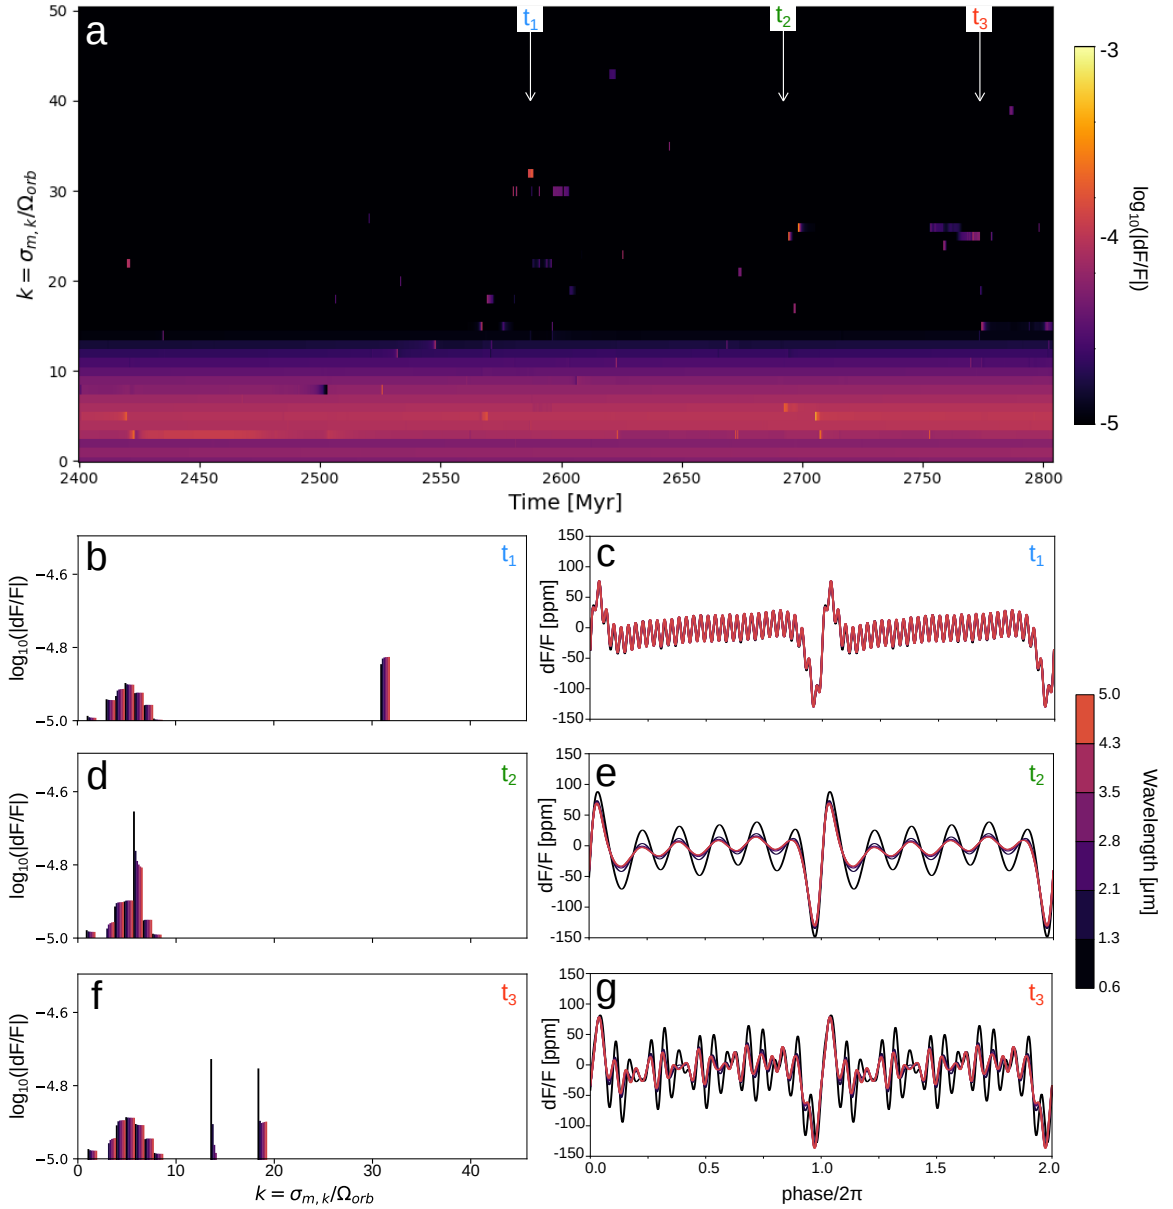 a
t1
t2
t3
50
40
30
20
10
0
k = σm,k/Ωorb
2400
2450
2500
2550
2600
2650
2700
2750
2800
Time [Myr]
-3
-4
-5
log10(|dF/F|)
b
t1
−4.6
−4.8
−5.0
log10(|dF/F|)
c
t1
150
100
50
0
-50
-100
-150
dF/F [ppm]
d
t2
−4.6
−4.8
−5.0
log10(|dF/F|)
e
t2
150
100
50
0
-50
-100
-150
dF/F [ppm]
f
t3
−4.6
−4.8
−5.0
log10(|dF/F|)
0
10
20
30
40
k = σm,k/Ωorb
g
t3
150
100
50
0
-50
-100
-150
dF/F [ppm]
0.0
0.5
1.0
1.5
2.0
phase/2π
5.0
4.3
3.5
2.8
2.1
1.3
0.6
Wavelength [μm]